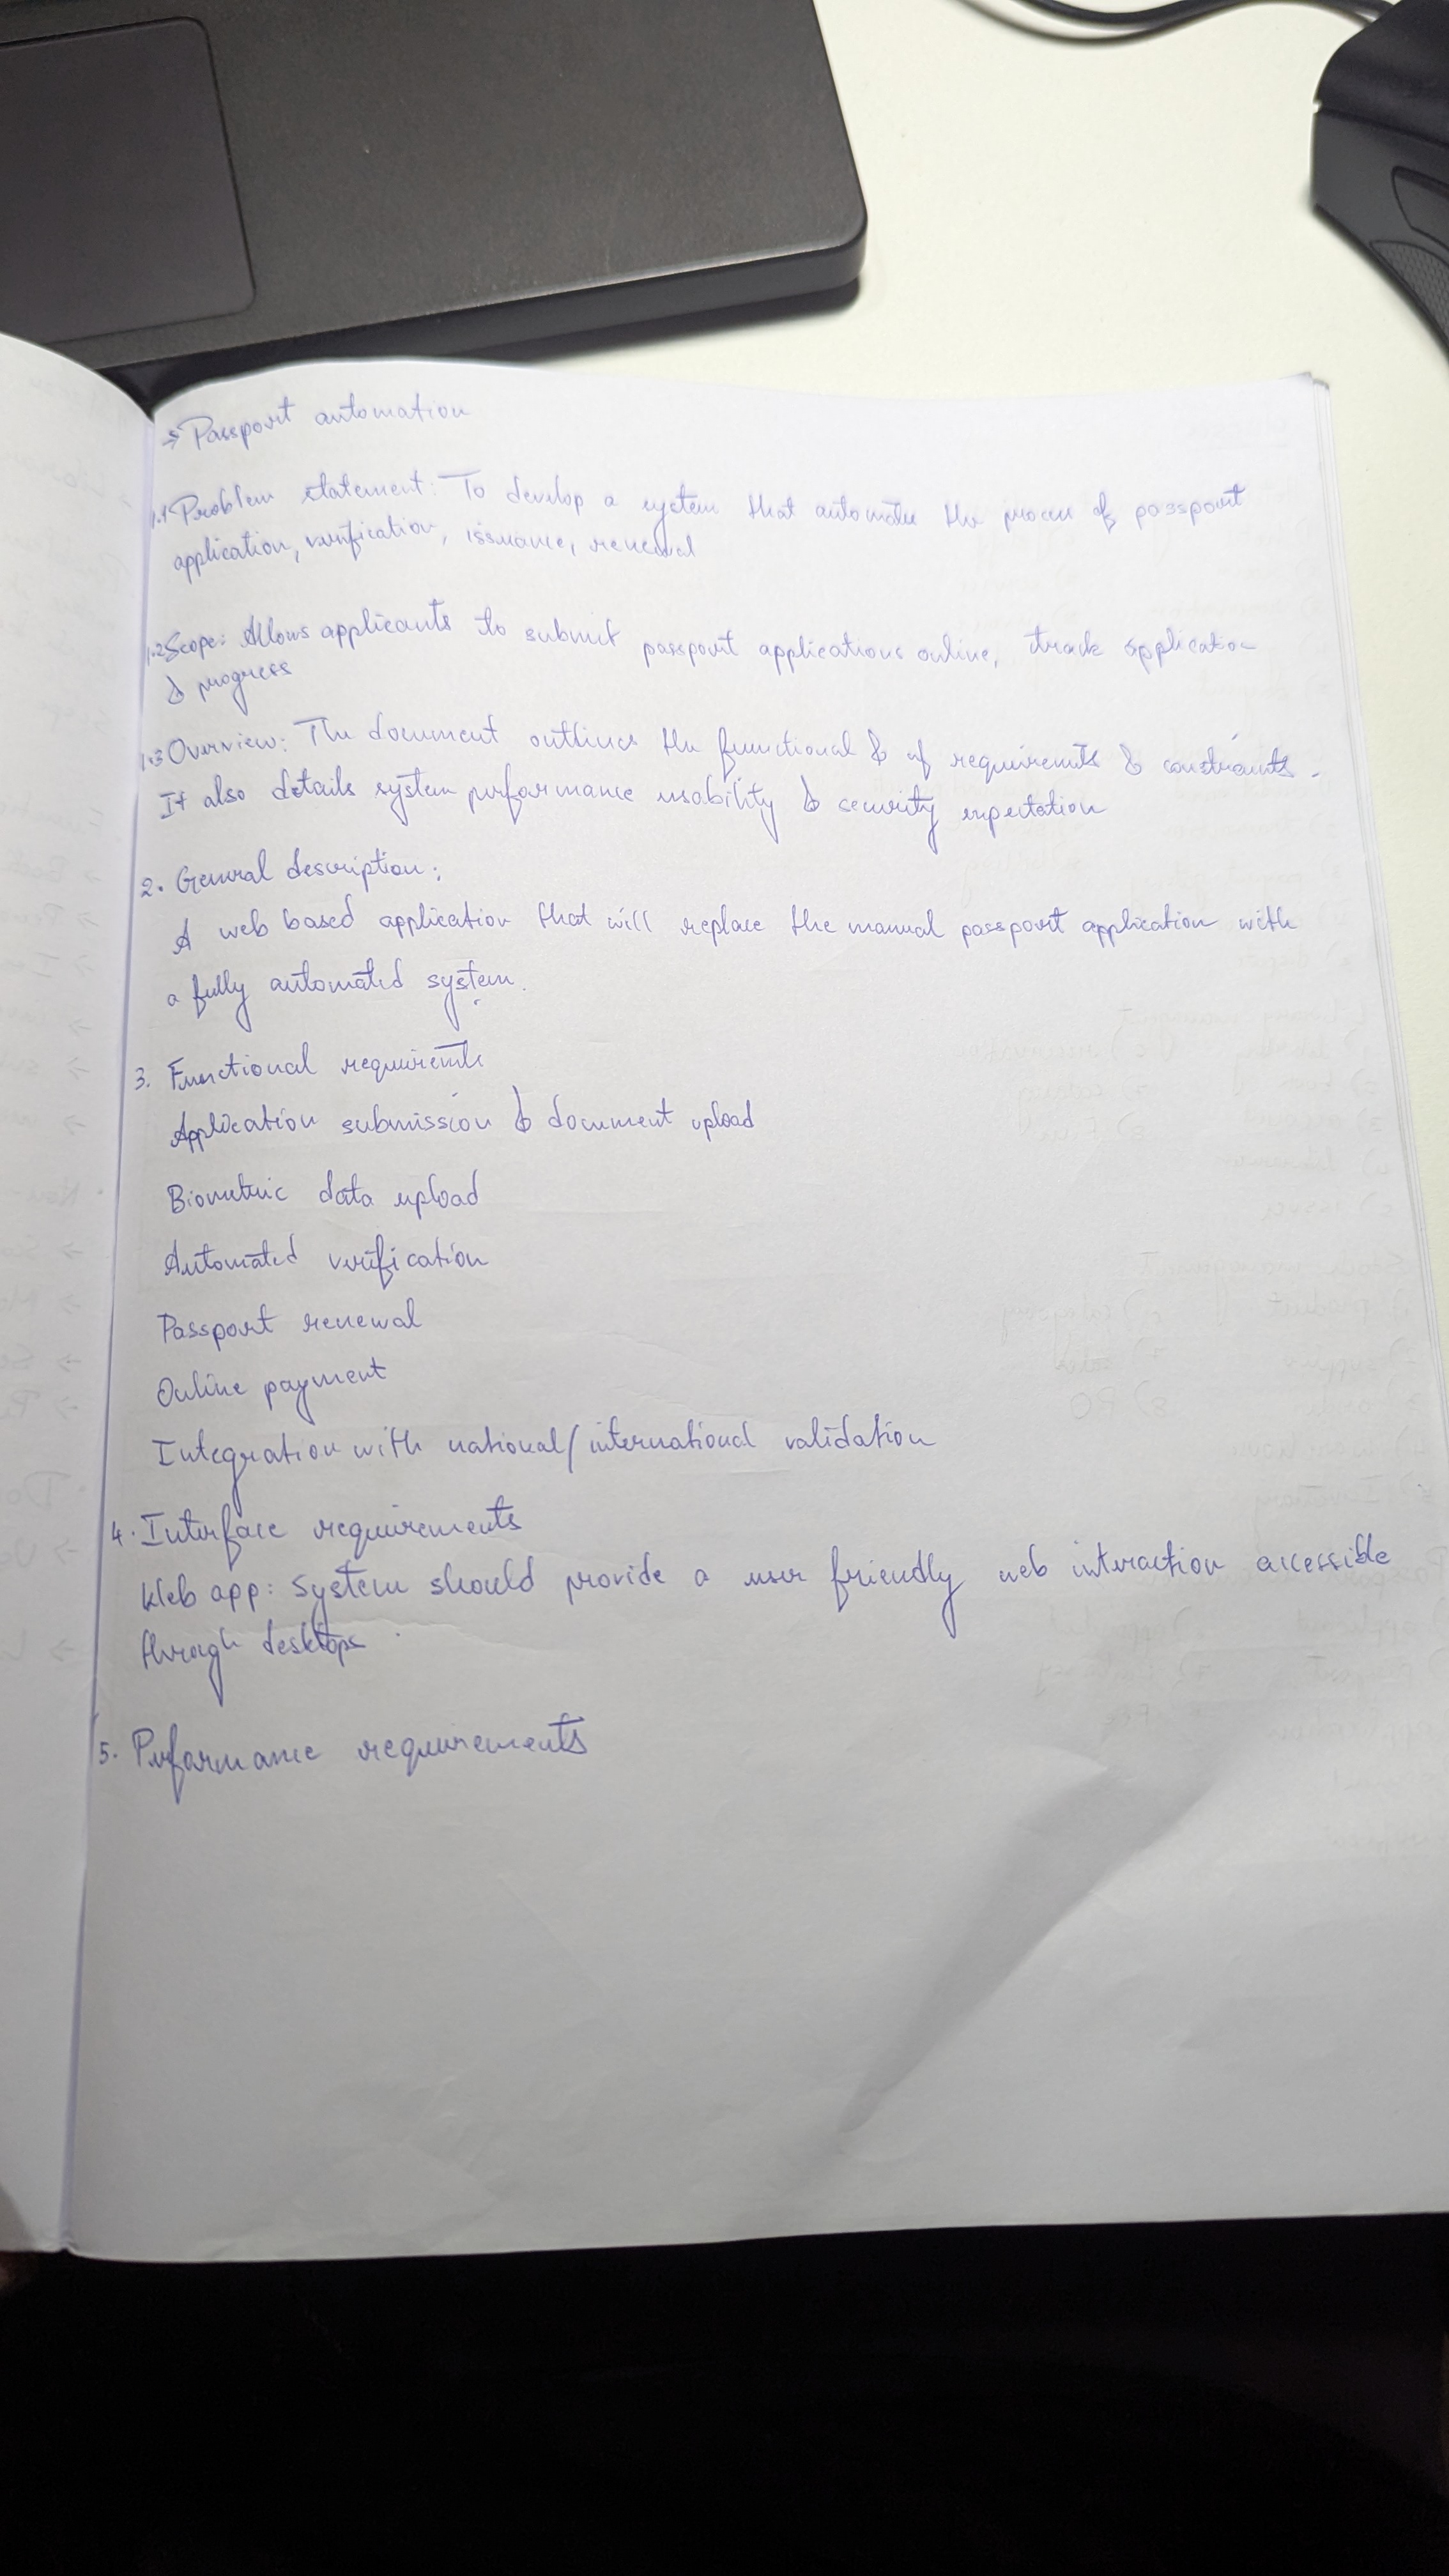 → Passport automation
1.1 Problem statement: To develop a system that automate the process of passport
application, verification, issuance, renewal
1.2 Scope: Allows applicants to submit passport applications online, track application
& progress
1.3 Overview: The document outlines the functional & nf requiremts & constraints.
It also details system performance usability & security expectation
2. General description:
A web based application that will replace the manual passport application with
a fully automated system.
3. Functional requiremts
Application submission & document upload
Biometric data upload
Automated verification
Passport renewal
Online payment
Integration with national/international validation
4. Interface requirements
Web app: System should provide a user friendly web interaction accessible
through desktops.
5. Performance requirements